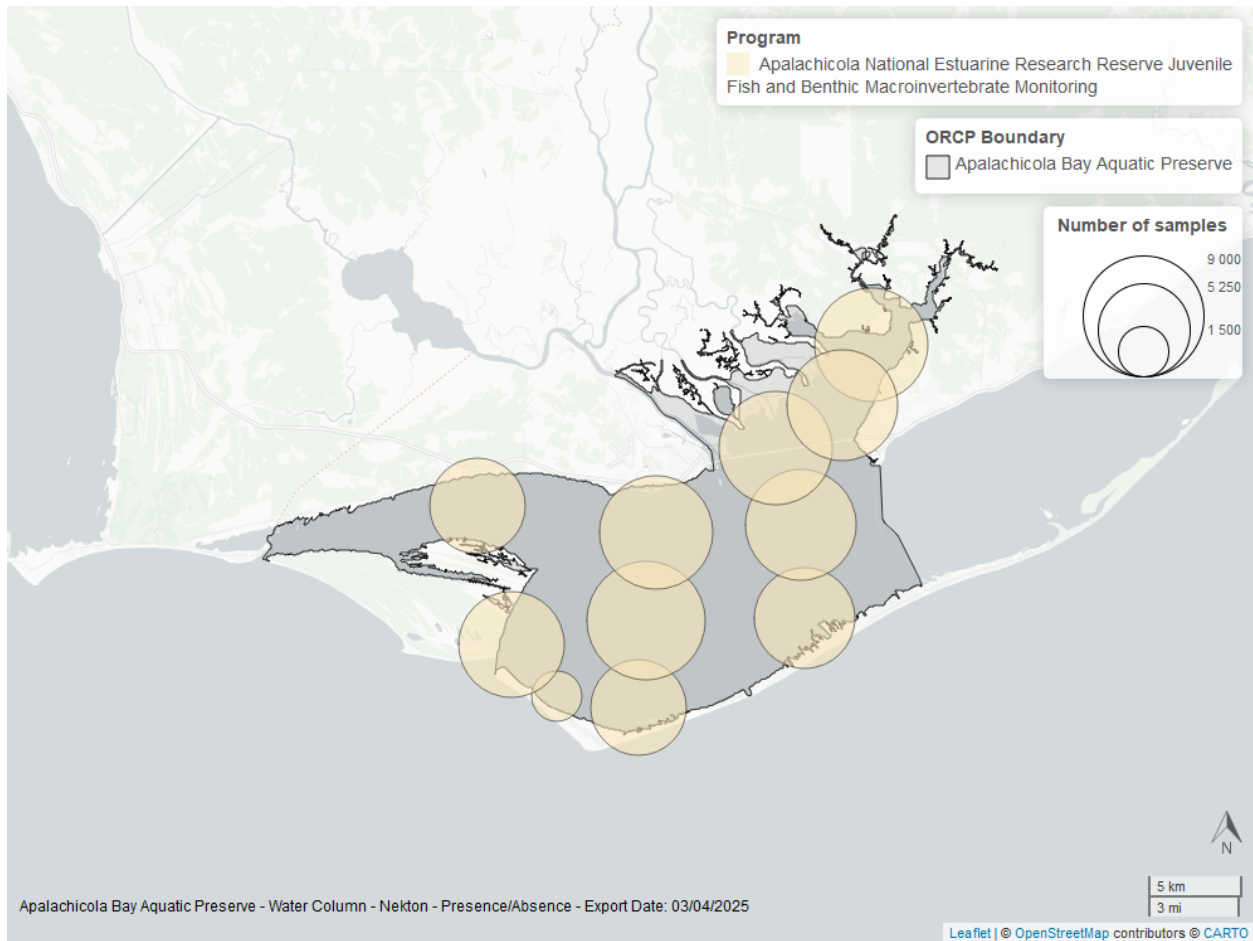 Program
Apalachicola National Estuarine Research Reserve Juvenile
Fish and Benthic Macroinvertebrate Monitoring
ORCP Boundary
Apalachicola Bay Aquatic Preserve
Number of samples
9 000
5 250
1 500
N
5 km
3 mi
Apalachicola Bay Aquatic Preserve - Water Column - Nekton - Presence/Absence - Export Date: 03/04/2025
Leaflet | © OpenStreetMap contributors © CARTO